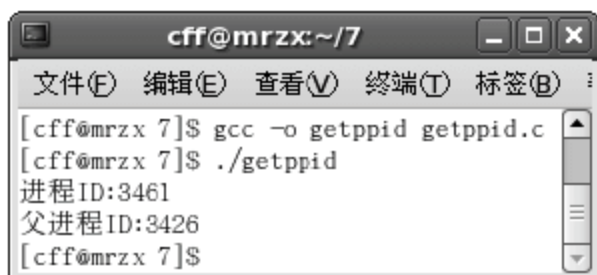 cff@mrzx:~/7
文件(F) 编辑(E) 查看(V) 终端(T) 标签(B)
[cff@mrzx 7]$ gcc -o getppid getppid.c
[cff@mrzx 7]$ ./getppid
进程ID:3461
父进程ID:3426
[cff@mrzx 7]$